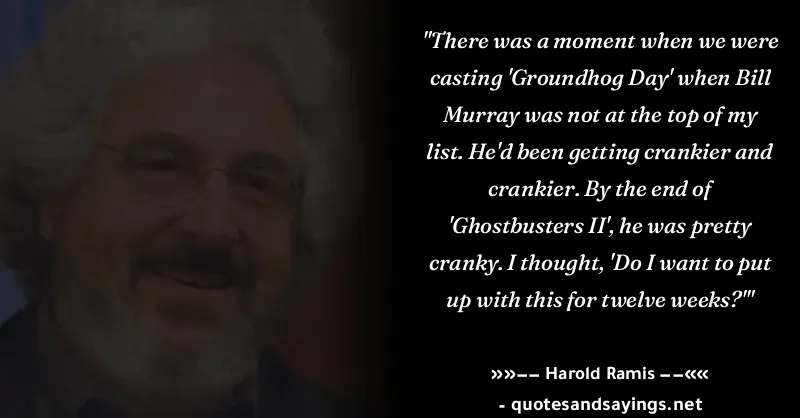 "There was a moment when we were
casting 'Groundhog Day' when Bill
Murray was not at the top of my
list. He'd been getting crankier and
crankier. By the end of
'Ghostbusters II', he was pretty
cranky. I thought, 'Do I want to put
up with this for twelve weeks?'"
»»–– Harold Ramis ––««
- quotesandsayings.net